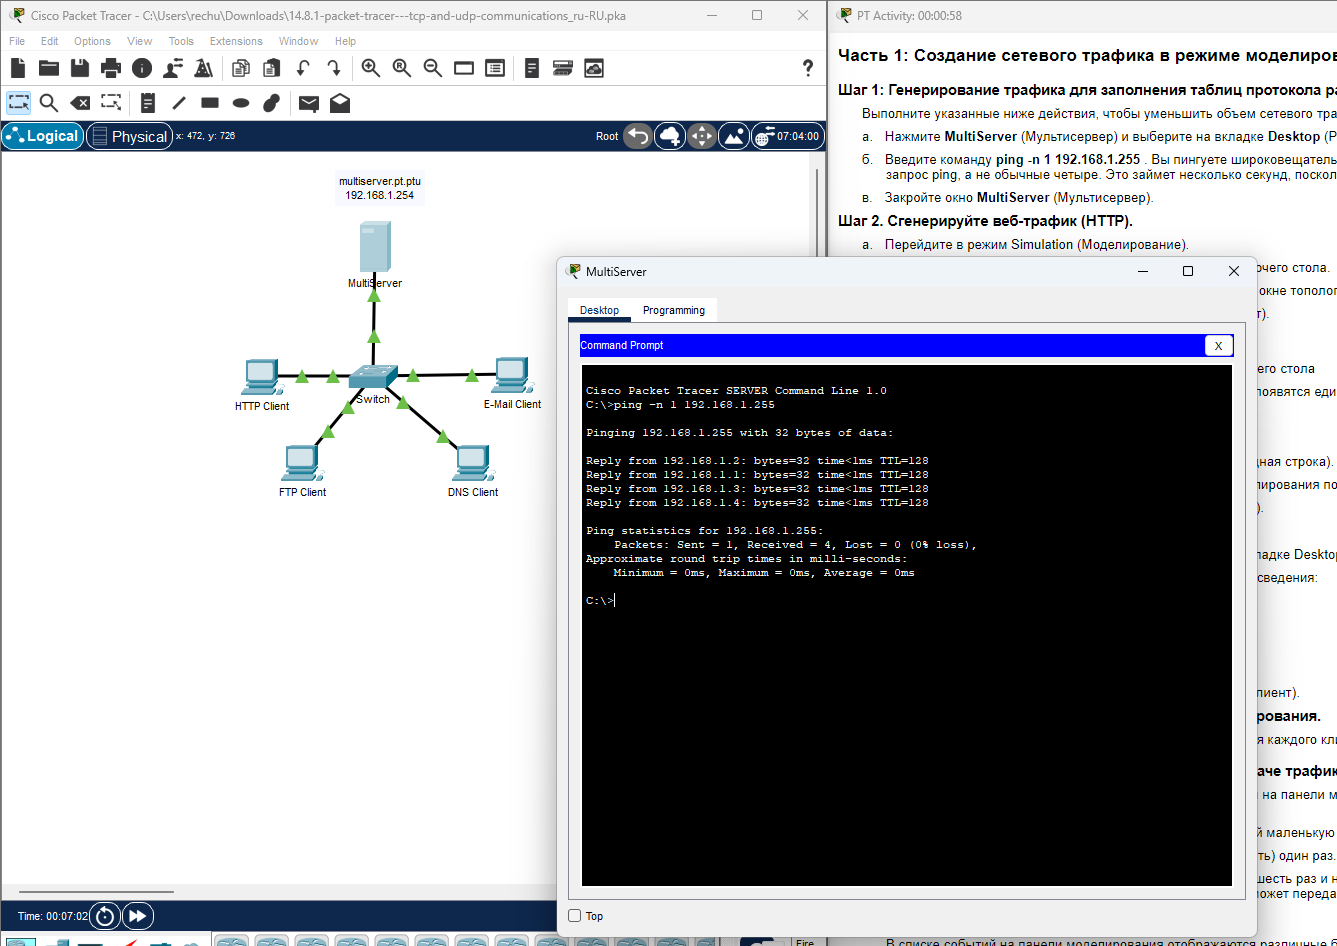 Cisco Packet Tracer - C:\Users\rechu\Downloads\14.8.1-packet-tracer---tcp-and-udp-communications_ru-RU.pka
File Edit Options View Tools Extensions Window Help
Logical Physical x: 472, y: 726 Root 07:04:00
multiserver.pt.ptu
192.168.1.254
MultiServer
HTTP Client
Switch
E-Mail Client
FTP Client
DNS Client
Time: 00:07:02
Fire
PT Activity: 00:00:58
Часть 1: Создание сетевого трафика в режиме моделиров
Шаг 1: Генерирование трафика для заполнения таблиц протокола ра
Выполните указанные ниже действия, чтобы уменьшить объем сетевого тра
а. Нажмите MultiServer (Мультисервер) и выберите на вкладке Desktop (Р
б. Введите команду ping -n 1 192.168.1.255 . Вы пингуете широковещатель
запрос ping, а не обычные четыре. Это займет несколько секунд, поскол
в. Закройте окно MultiServer (Мультисервер).
Шаг 2. Сгенерируйте веб-трафик (HTTP).
а. Перейдите в режим Simulation (Моделирование).
очего стола.
окне тополог
т).
его стола
появятся еди
дная строка).
лирования по
).
ладке Desktop
сведения:
лиент).
рования.
я каждого кли
аче трафик
на панели м
й маленькую
ть) один раз.
шесть раз и н
ожет переда
В списке событий на панели моделирования отображаются различные б
MultiServer
Desktop Programming
Command Prompt X
Cisco Packet Tracer SERVER Command Line 1.0
C:\>ping -n 1 192.168.1.255
Pinging 192.168.1.255 with 32 bytes of data:
Reply from 192.168.1.2: bytes=32 time<1ms TTL=128
Reply from 192.168.1.1: bytes=32 time<1ms TTL=128
Reply from 192.168.1.3: bytes=32 time<1ms TTL=128
Reply from 192.168.1.4: bytes=32 time<1ms TTL=128
Ping statistics for 192.168.1.255:
Packets: Sent = 1, Received = 4, Lost = 0 (0% loss),
Approximate round trip times in milli-seconds:
Minimum = 0ms, Maximum = 0ms, Average = 0ms
C:\>
Top